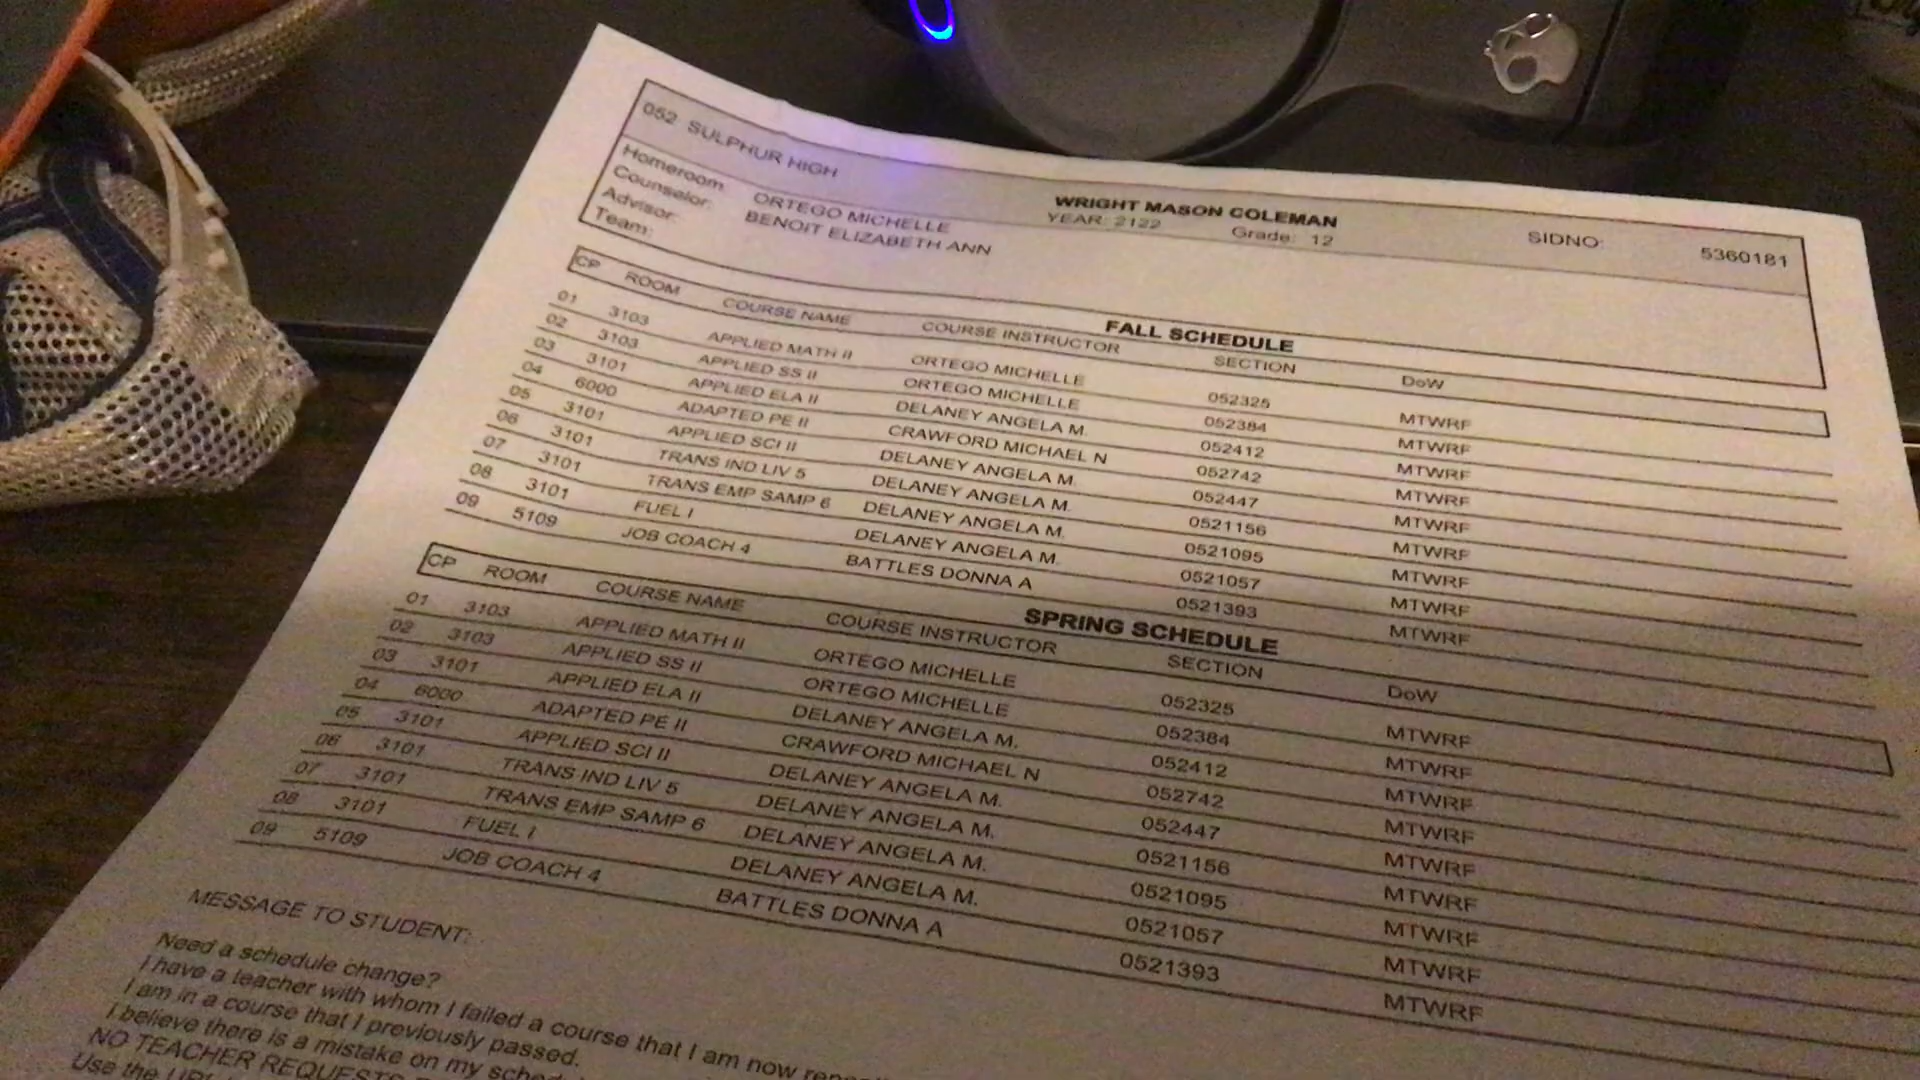 052 SULPHUR HIGH
WRIGHT MASON COLEMAN
YEAR: 2122 Grade: 12 SIDNO: 5360181
Homeroom:
Counselor: ORTEGO MICHELLE
Advisor: BENOIT ELIZABETH ANN
Team:
FALL SCHEDULE
CP ROOM COURSE NAME COURSE INSTRUCTOR SECTION DoW
01 3103 APPLIED MATH II ORTEGO MICHELLE 052325 MTWRF
02 3103 APPLIED SS II ORTEGO MICHELLE 052384 MTWRF
03 3101 APPLIED ELA II DELANEY ANGELA M. 052412 MTWRF
04 6000 ADAPTED PE II CRAWFORD MICHAEL N 052742 MTWRF
05 3101 APPLIED SCI II DELANEY ANGELA M. 052447 MTWRF
06 3101 TRANS IND LIV 5 DELANEY ANGELA M. 0521156 MTWRF
07 3101 TRANS EMP SAMP 6 DELANEY ANGELA M. 0521095 MTWRF
08 3101 FUEL I DELANEY ANGELA M. 0521057 MTWRF
09 5109 JOB COACH 4 BATTLES DONNA A 0521393 MTWRF
SPRING SCHEDULE
CP ROOM COURSE NAME COURSE INSTRUCTOR SECTION DoW
01 3103 APPLIED MATH II ORTEGO MICHELLE 052325 MTWRF
02 3103 APPLIED SS II ORTEGO MICHELLE 052384 MTWRF
03 3101 APPLIED ELA II DELANEY ANGELA M. 052412 MTWRF
04 6000 ADAPTED PE II CRAWFORD MICHAEL N 052742 MTWRF
05 3101 APPLIED SCI II DELANEY ANGELA M. 052447 MTWRF
06 3101 TRANS IND LIV 5 DELANEY ANGELA M. 0521156 MTWRF
07 3101 TRANS EMP SAMP 6 DELANEY ANGELA M. 0521095 MTWRF
08 3101 FUEL I DELANEY ANGELA M. 0521057 MTWRF
09 5109 JOB COACH 4 BATTLES DONNA A 0521393 MTWRF
MESSAGE TO STUDENT:
Need a schedule change?
I have a teacher with whom I failed a course that I am now
I am in a course that I previously passed.
I believe there is a mistake on my
NO TEACHER REQUESTS
Use the